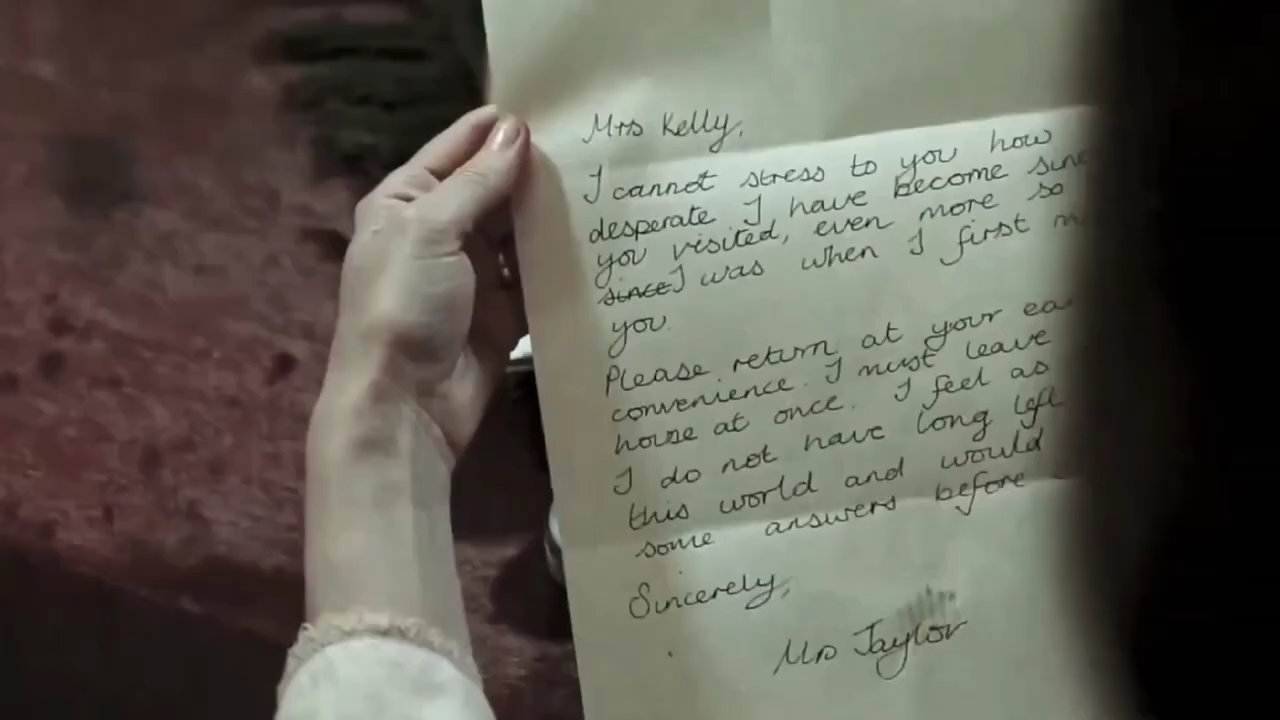 Mrs Kelly,
I cannot stress to you how
desperate I have become sinc
you visited, even more so
since I was when I first m
you.
Please return at your ea
convenience. I must leave
house at once. I feel as
I do not have long left
this world and would
some answers before
Sincerely,
Mrs Taylor